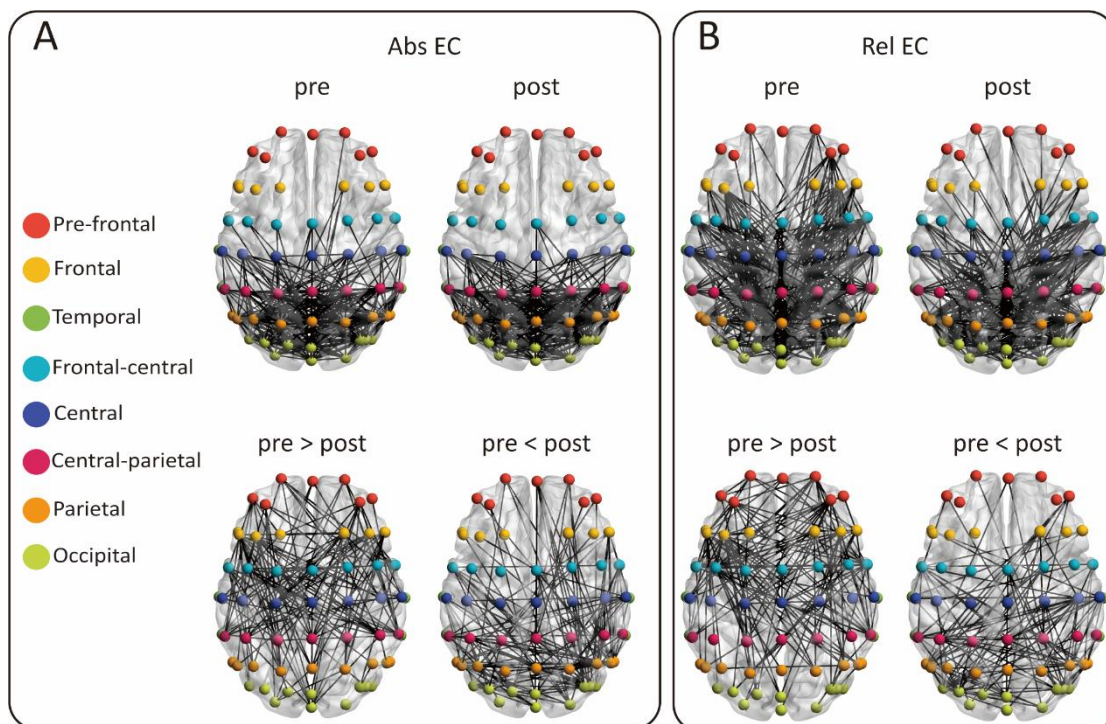 A
Abs EC
pre
post
Pre-frontal
Frontal
Temporal
Frontal-central
Central
Central-parietal
Parietal
Occipital
pre > post
pre < post
B
Rel EC
pre
post
pre > post
pre < post